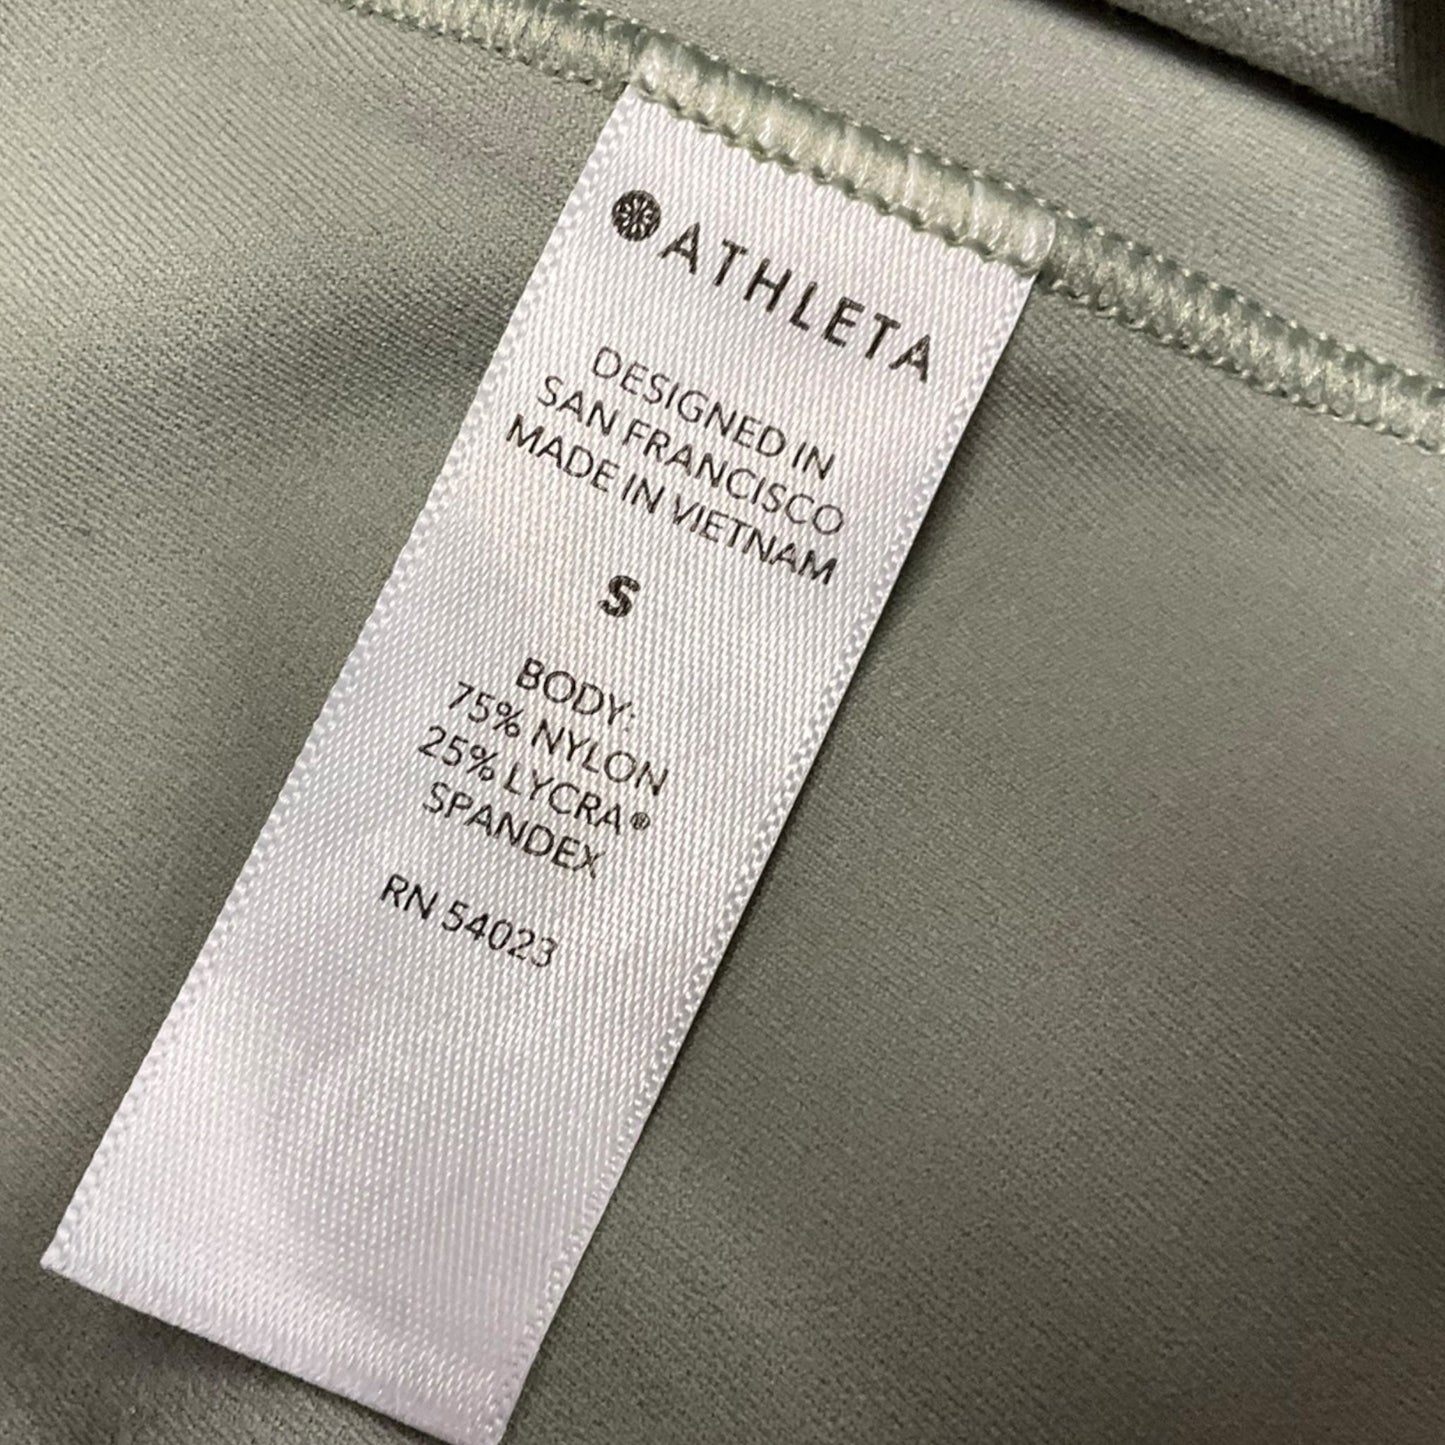 ATHLETA
DESIGNED IN
SAN FRANCISCO
MADE IN VIETNAM
S
BODY:
75% NYLON
25% LYCRA®
SPANDEX
RN 54023